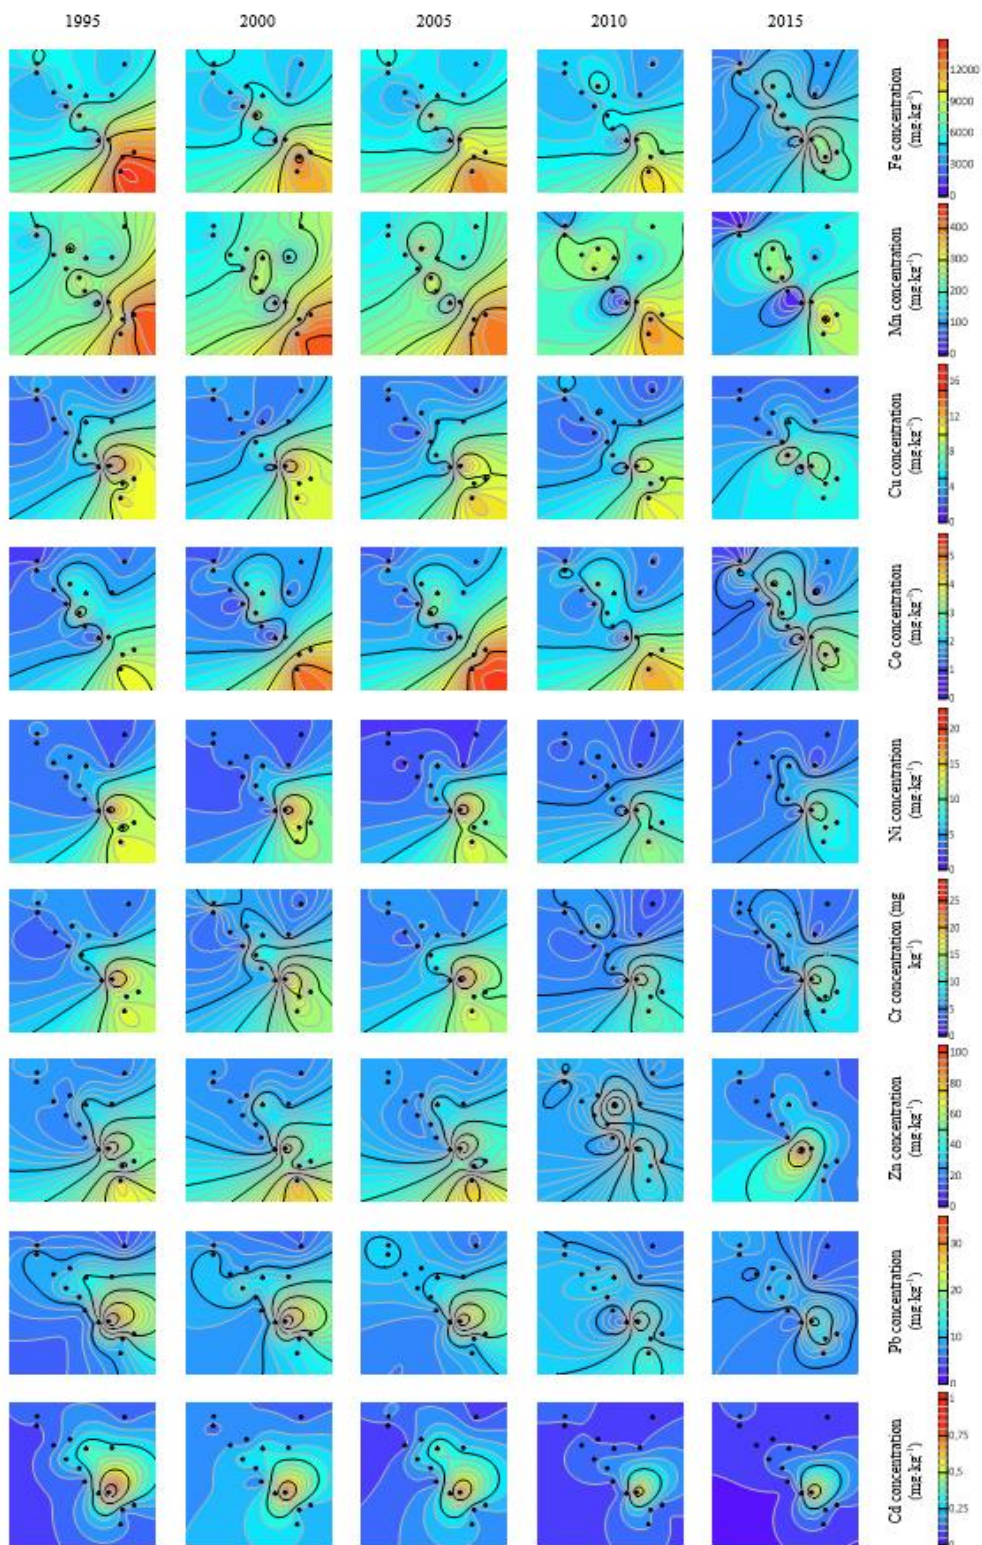 1995 2000 2005 2010 2015
Fe concentration
(mg·kg⁻¹)
12000
9000
6000
3000
0
Mn concentration
(mg·kg⁻¹)
400
300
200
100
0
Cu concentration
(mg·kg⁻¹)
16
12
8
4
0
Co concentration
(mg·kg⁻¹)
5
4
3
2
1
0
Ni concentration
(mg·kg⁻¹)
20
15
10
5
0
Cr concentration (mg
kg⁻¹)
25
20
15
10
5
0
Zn concentration
(mg·kg⁻¹)
100
80
60
40
20
0
Pb concentration
(mg·kg⁻¹)
30
20
10
0
Cd concentration
(mg·kg⁻¹)
1
0,75
0,5
0,25
0